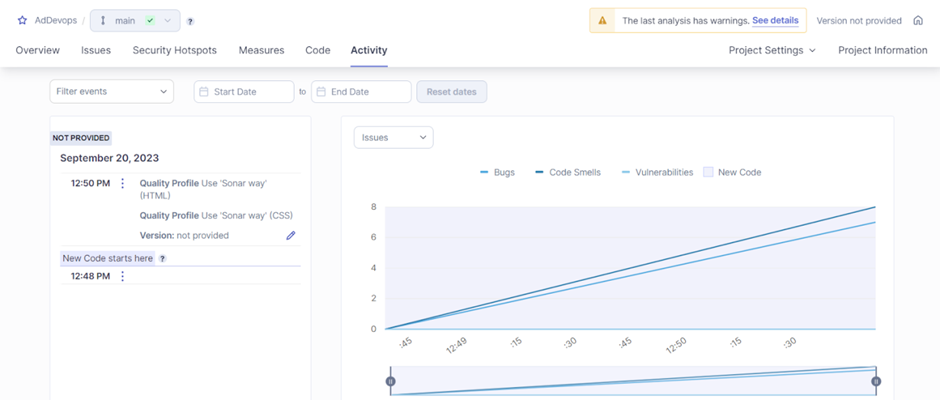 AdDevops / main ?
The last analysis has warnings. See details
Version not provided
Overview Issues Security Hotspots Measures Code Activity
Project Settings Project Information
Filter events Start Date to End Date Reset dates
NOT PROVIDED
September 20, 2023
12:50 PM Quality Profile Use 'Sonar way'
(HTML)
Quality Profile Use 'Sonar way' (CSS)
Version: not provided
New Code starts here ?
12:48 PM
Issues
Bugs Code Smells Vulnerabilities New Code
8
6
4
2
0
:45 12:49 :15 :30 :45 12:50 :15 :30